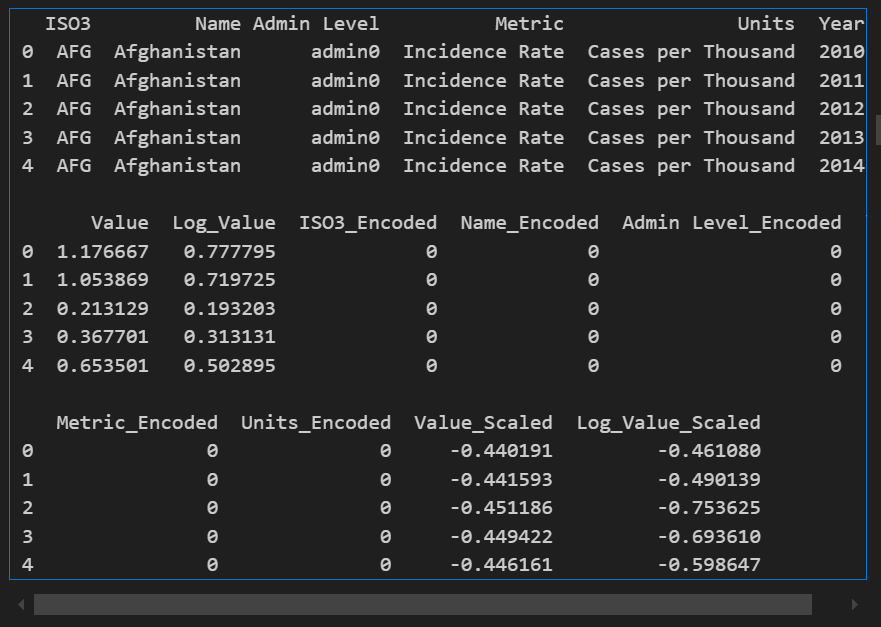 ISO3 Name Admin Level Metric Units Year
0 AFG Afghanistan admin0 Incidence Rate Cases per Thousand 2010
1 AFG Afghanistan admin0 Incidence Rate Cases per Thousand 2011
2 AFG Afghanistan admin0 Incidence Rate Cases per Thousand 2012
3 AFG Afghanistan admin0 Incidence Rate Cases per Thousand 2013
4 AFG Afghanistan admin0 Incidence Rate Cases per Thousand 2014
Value Log_Value ISO3_Encoded Name_Encoded Admin Level_Encoded
0 1.176667 0.777795 0 0 0
1 1.053869 0.719725 0 0 0
2 0.213129 0.193203 0 0 0
3 0.367701 0.313131 0 0 0
4 0.653501 0.502895 0 0 0
Metric_Encoded Units_Encoded Value_Scaled Log_Value_Scaled
0 0 0 -0.440191 -0.461080
1 0 0 -0.441593 -0.490139
2 0 0 -0.451186 -0.753625
3 0 0 -0.449422 -0.693610
4 0 0 -0.446161 -0.598647